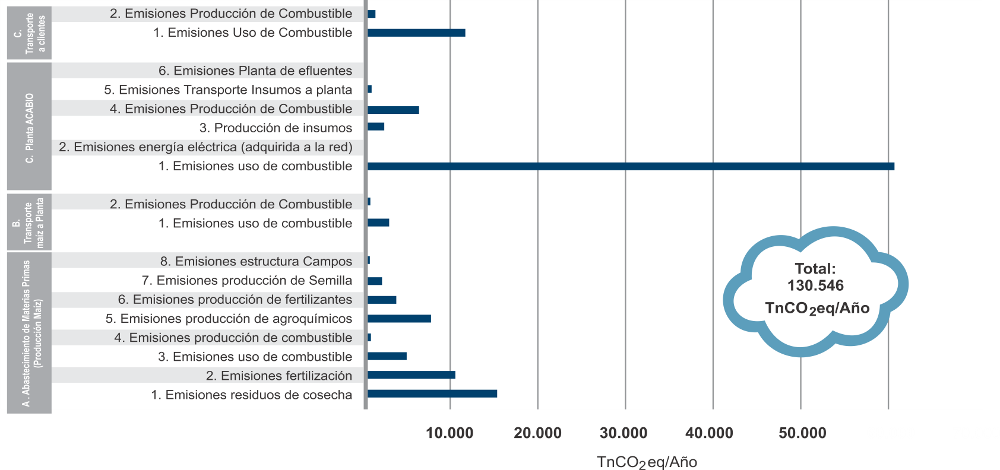 C.
Transporte
a clientes
2. Emisiones Producción de Combustible
1. Emisiones Uso de Combustible
C. Planta ACABIO
6. Emisiones Planta de efluentes
5. Emisiones Transporte Insumos a planta
4. Emisiones Producción de Combustible
3. Producción de insumos
2. Emisiones energía eléctrica (adquirida a la red)
1. Emisiones uso de combustible
B.
Transporte
maíz a Planta
2. Emisiones Producción de Combustible
1. Emisiones uso de combustible
A . Abastecimiento de Materias Primas
(Producción Maíz)
8. Emisiones estructura Campos
7. Emisiones producción de Semilla
6. Emisiones producción de fertilizantes
5. Emisiones producción de agroquímicos
4. Emisiones producción de combustible
3. Emisiones uso de combustible
2. Emisiones fertilización
1. Emisiones residuos de cosecha
Total:
130.546
TnCO2eq/Año
10.000 20.000 30.000 40.000 50.000
TnCO2eq/Año